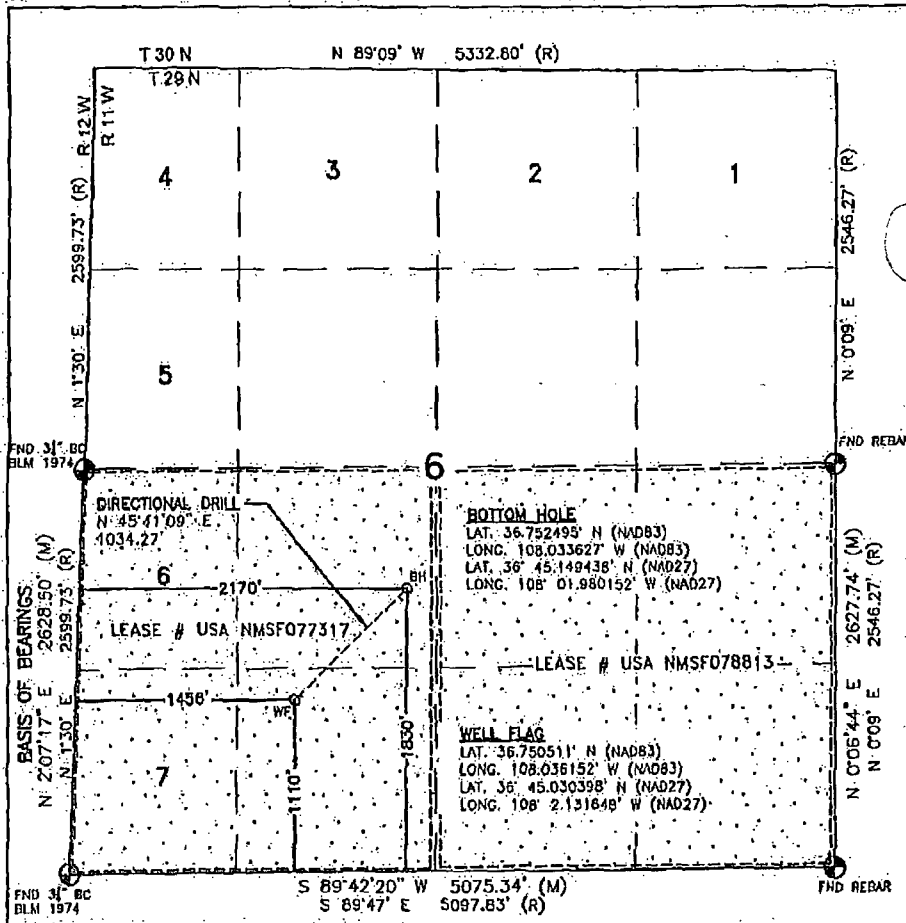 T 30 N
N 89°09' W 5332.80' (R)
T 29 N
R 12 W
R 11 W
N 1°30' E 2599.73' (R)
4
3
2
1
N 0°09' E 2546.27' (R)
5
FND 3¼" BC
BLM 1974
6
FND REBAR
DIRECTIONAL DRILL
N 45°41'09" E
1034.27'
BOTTOM HOLE
LAT. 36.752495° N (NAD83)
LONG. 108.033627° W (NAD83)
LAT. 36° 45.149438' N (NAD27)
LONG. 108° 01.980152' W (NAD27)
6
2170'
BH
LEASE # USA NMSF077317
LEASE # USA NMSF078813
BASIS OF BEARINGS
N 2°07'17" E 2628.50' (M)
N 1°30' E 2599.73' (R)
1456'
WF
1830'
1110'
7
WELL FLAG
LAT. 36.750511° N (NAD83)
LONG. 108.036152° W (NAD83)
LAT. 36° 45.030398' N (NAD27)
LONG. 108° 2.131648' W (NAD27)
N 0°06'44" E 2627.74' (M)
N 0°09' E 2546.27' (R)
FND 3¼" BC
BLM 1974
S 89°42'20" W 5075.34' (M)
S 89°47' E 5097.83' (R)
FND REBAR